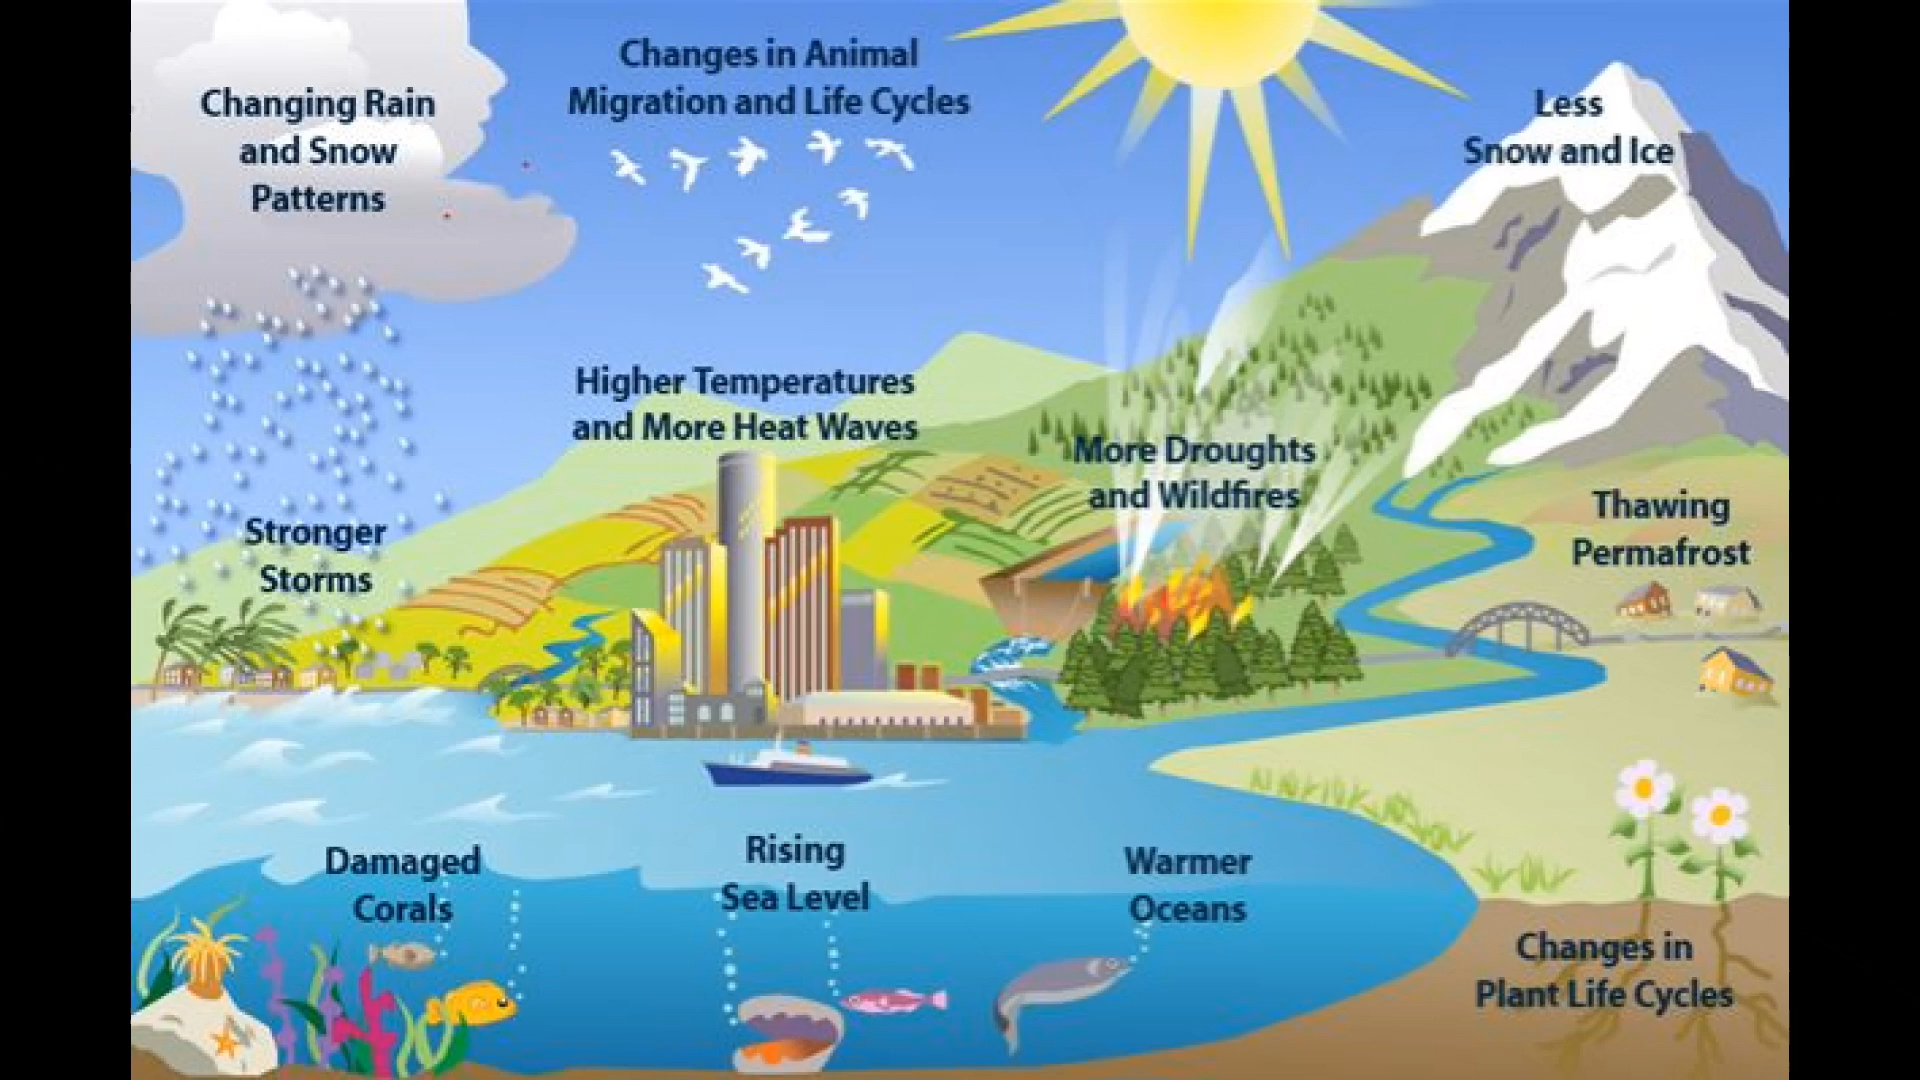 Changing Rain
and Snow
Patterns
Changes in Animal
Migration and Life Cycles
Less
Snow and Ice
Higher Temperatures
and More Heat Waves
More Droughts
and Wildfires
Stronger
Storms
Thawing
Permafrost
Damaged
Corals
Rising
Sea Level
Warmer
Oceans
Changes in
Plant Life Cycles